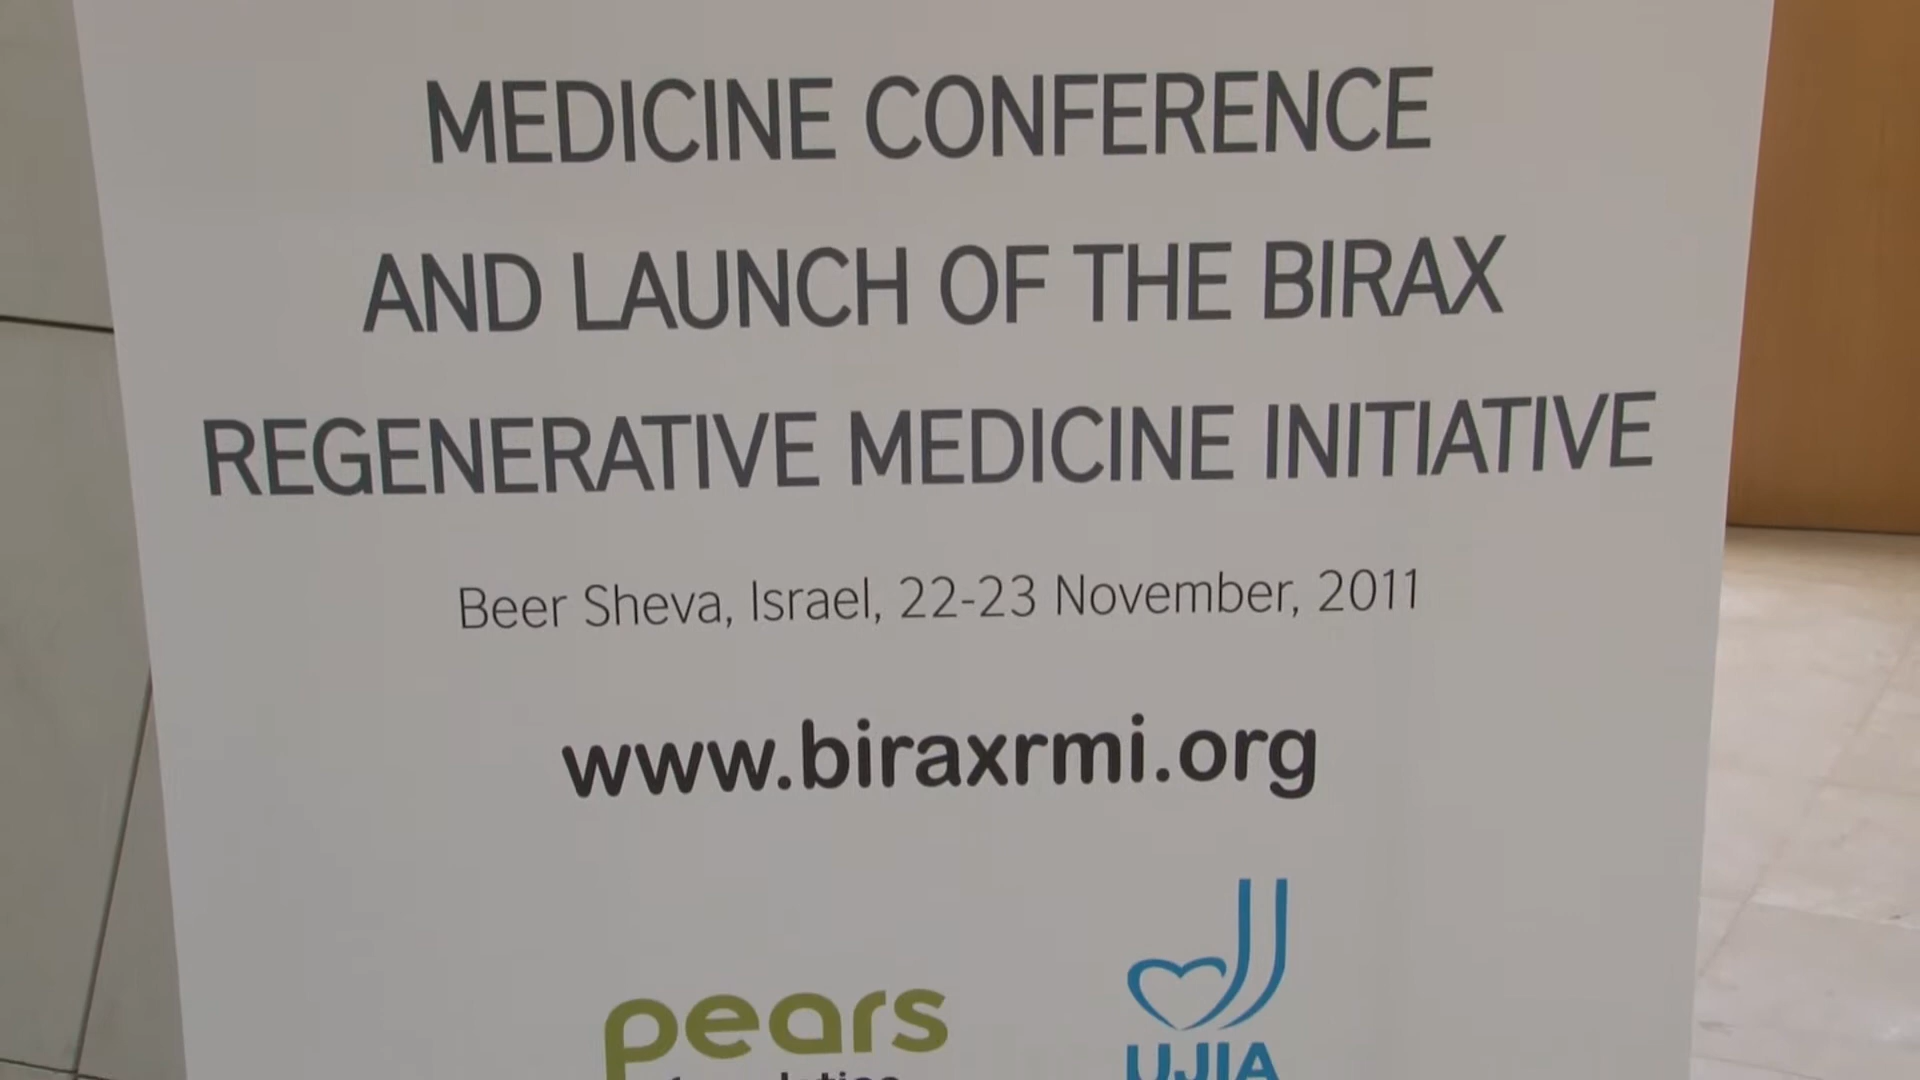 MEDICINE CONFERENCE
AND LAUNCH OF THE BIRAX
REGENERATIVE MEDICINE INITIATIVE
Beer Sheva, Israel, 22-23 November, 2011
www.biraxrmi.org
pears
UJIA